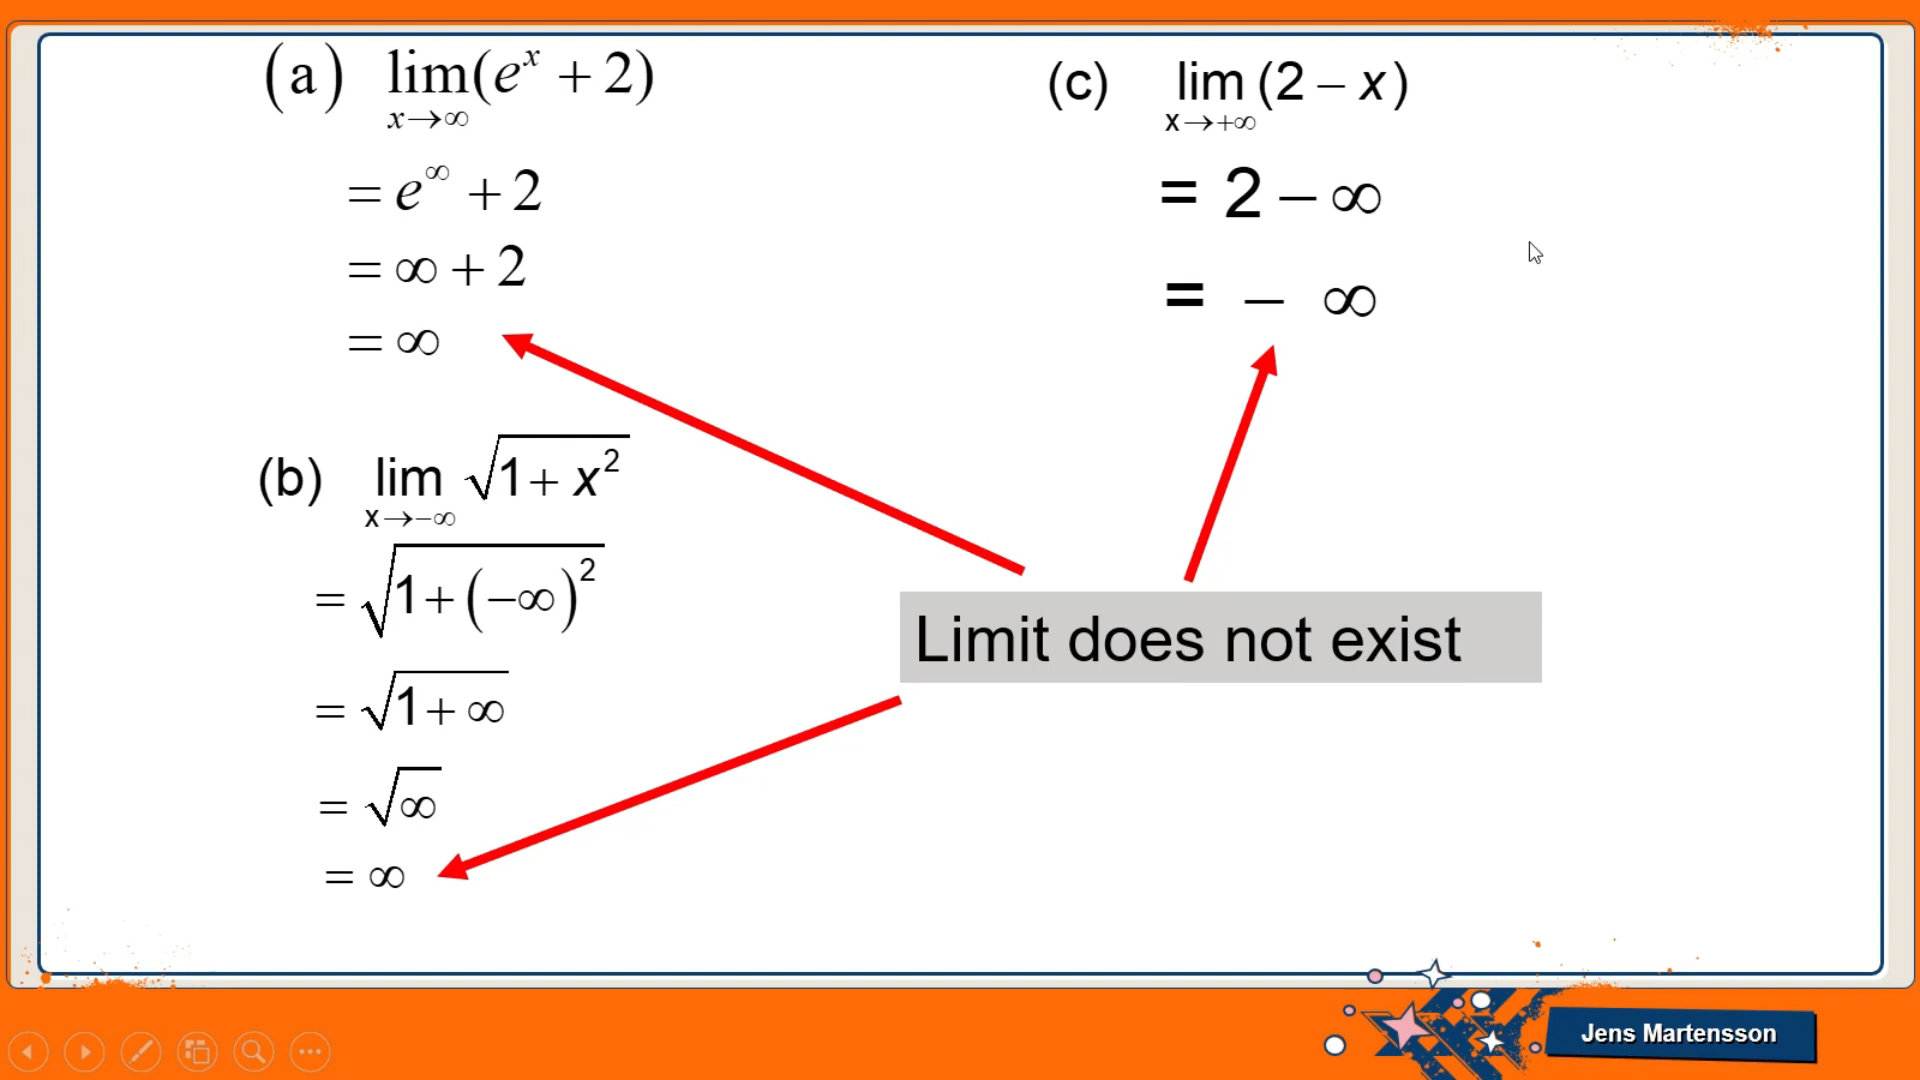 (a) lim(eˣ + 2)
x→∞
= e^∞ + 2
= ∞ + 2
= ∞
(b) lim √(1 + x²)
x→−∞
= √(1 + (−∞)²)
= √(1 + ∞)
= √∞
= ∞
(c) lim (2 − x)
x→+∞
= 2 − ∞
= − ∞
Limit does not exist
Jens Martensson